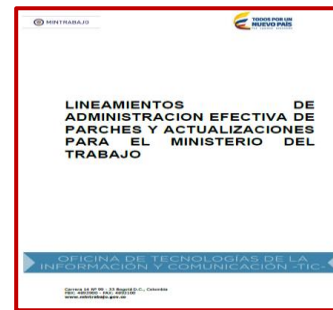 MINTRABAJO
TODOS POR UN
NUEVO PAÍS
LINEAMIENTOS DE
ADMINISTRACION EFECTIVA DE
PARCHES Y ACTUALIZACIONES
PARA EL MINISTERIO DEL
TRABAJO
OFICINA DE TECNOLOGÍAS DE LA
INFORMACIÓN Y COMUNICACIÓN -TIC-
www.mintrabajo.gov.co